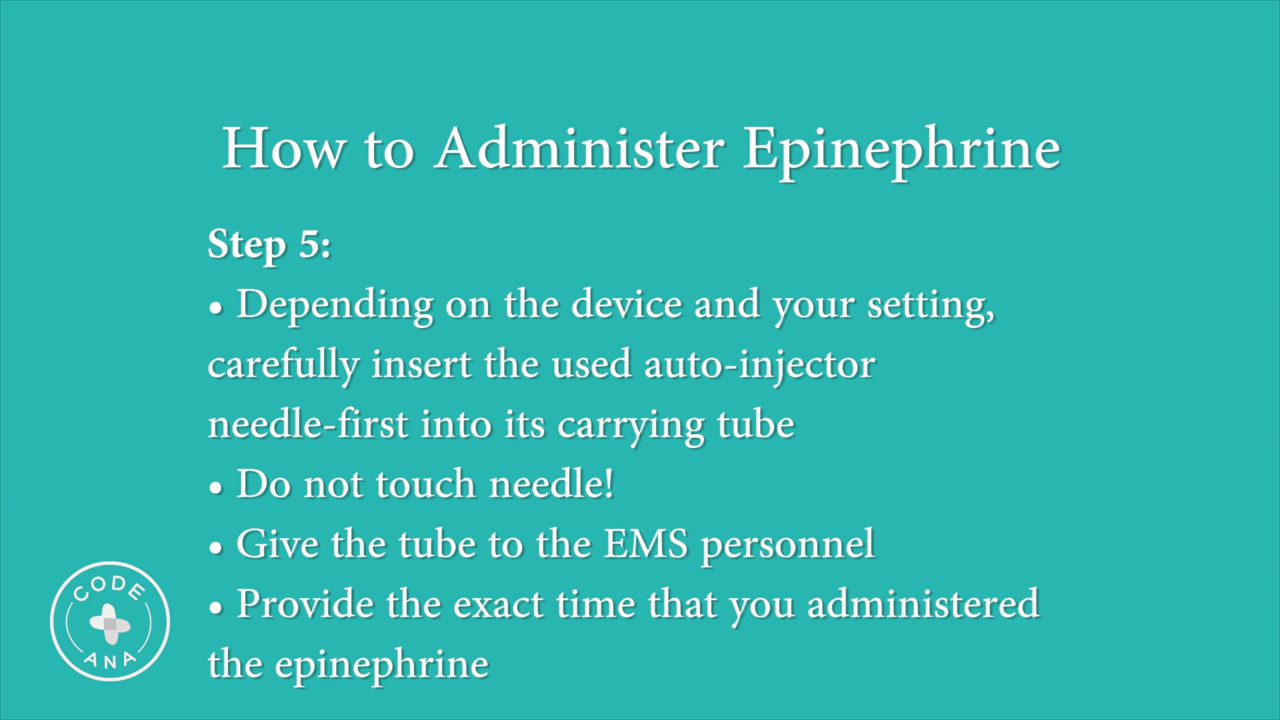 How to Administer Epinephrine
Step 5:
• Depending on the device and your setting,
carefully insert the used auto-injector
needle-first into its carrying tube
• Do not touch needle!
• Give the tube to the EMS personnel
• Provide the exact time that you administered
the epinephrine
CODE
ANA